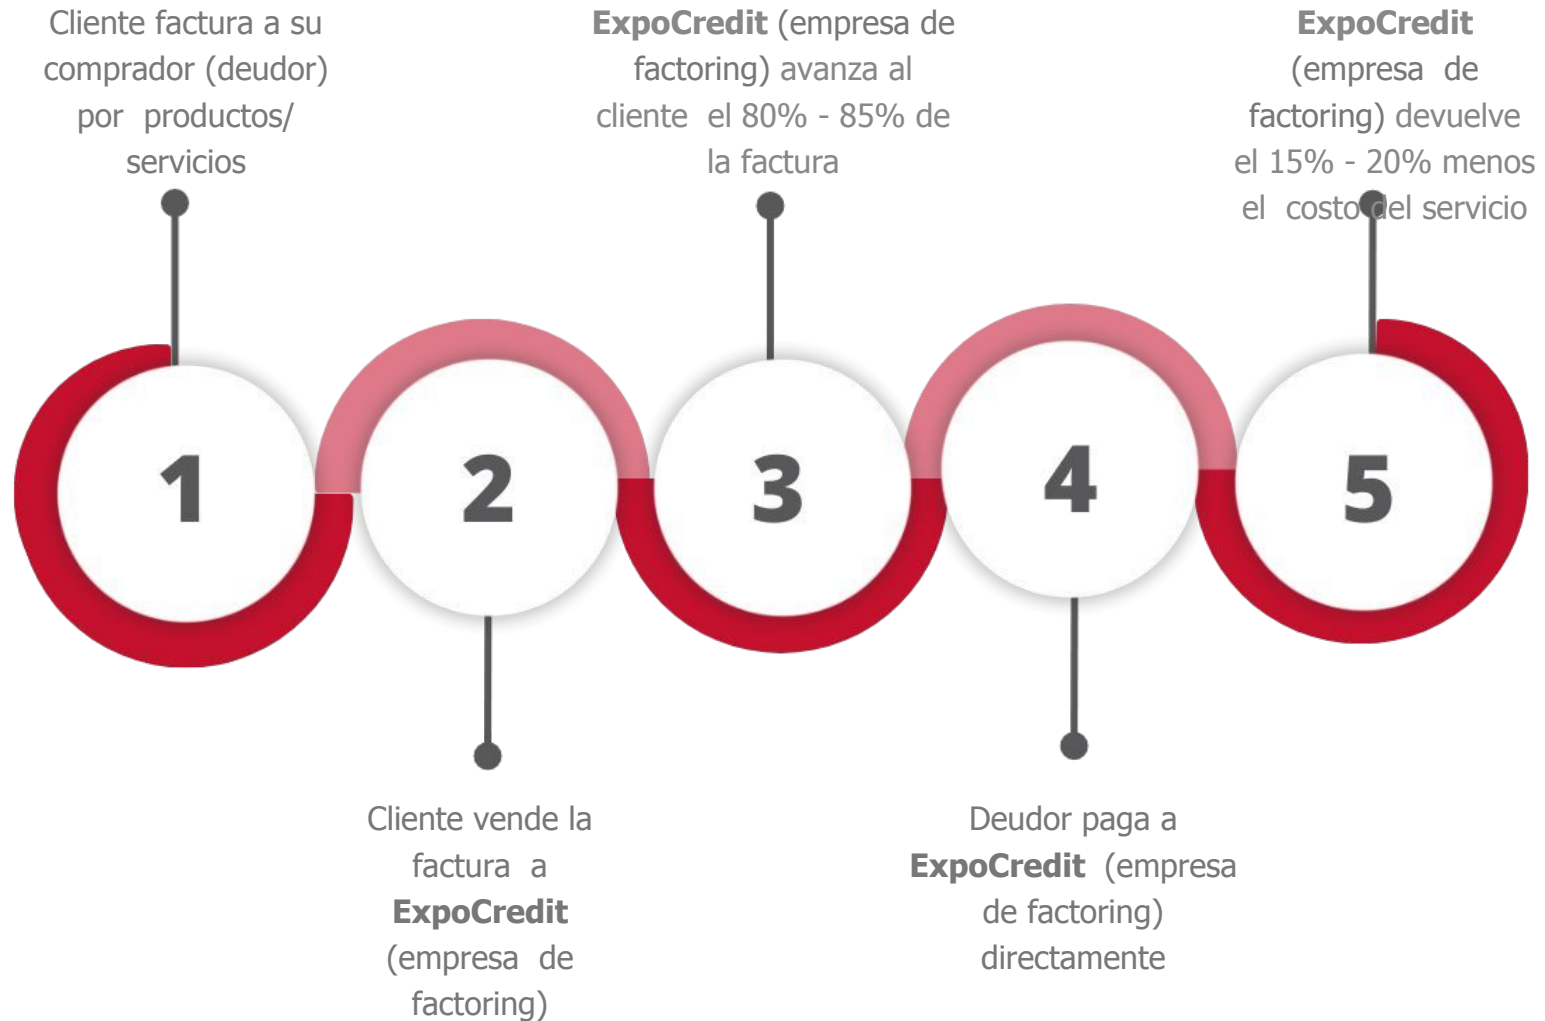 Cliente factura a su
comprador (deudor)
por productos/
servicios
ExpoCredit (empresa de
factoring) avanza al
cliente el 80% - 85% de
la factura
ExpoCredit
(empresa de
factoring) devuelve
el 15% - 20% menos
el costo del servicio
1
2
3
4
5
Cliente vende la
factura a
ExpoCredit
(empresa de
factoring)
Deudor paga a
ExpoCredit (empresa
de factoring)
directamente